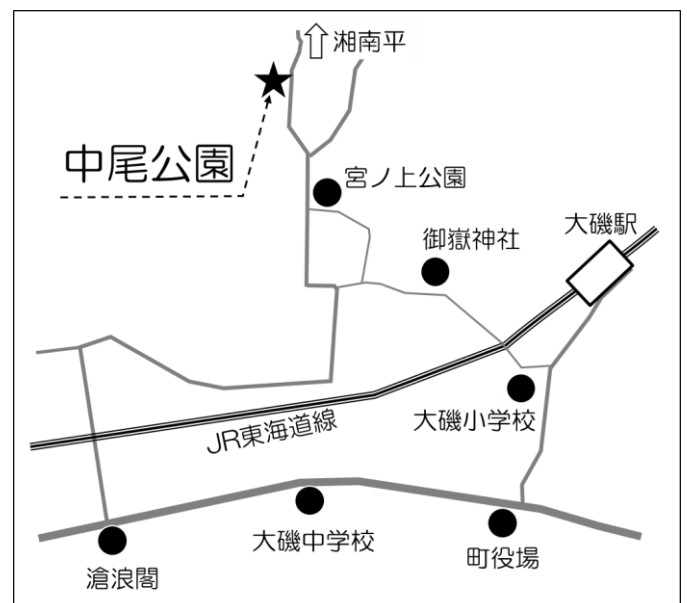 湘南平
中尾公園
宮ノ上公園
大磯駅
御嶽神社
大磯小学校
JR東海道線
大磯中学校
町役場
滄浪閣